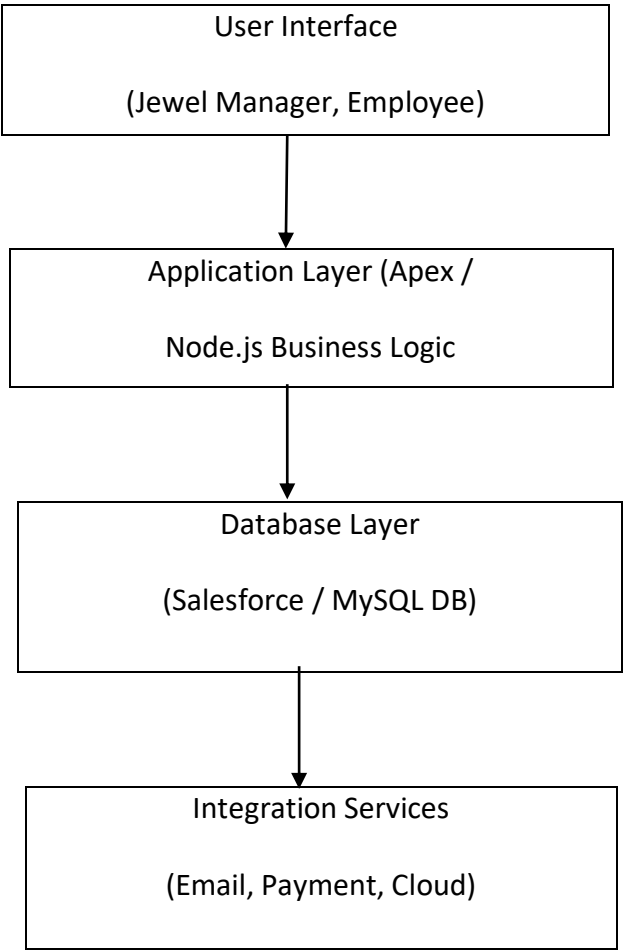 User Interface
(Jewel Manager, Employee)
Application Layer (Apex /
Node.js Business Logic
Database Layer
(Salesforce / MySQL DB)
Integration Services
(Email, Payment, Cloud)